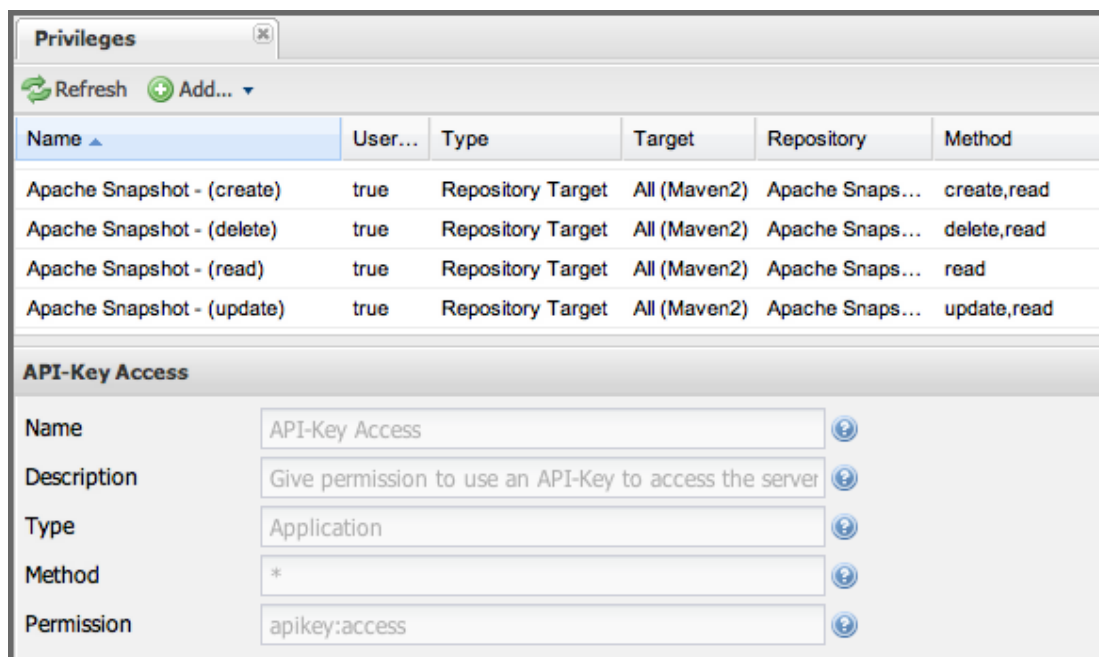 Privileges
Refresh Add...
Name User... Type Target Repository Method
Apache Snapshot - (create) true Repository Target All (Maven2) Apache Snaps... create,read
Apache Snapshot - (delete) true Repository Target All (Maven2) Apache Snaps... delete,read
Apache Snapshot - (read) true Repository Target All (Maven2) Apache Snaps... read
Apache Snapshot - (update) true Repository Target All (Maven2) Apache Snaps... update,read
API-Key Access
Name API-Key Access
Description Give permission to use an API-Key to access the server
Type Application
Method *
Permission apikey:access